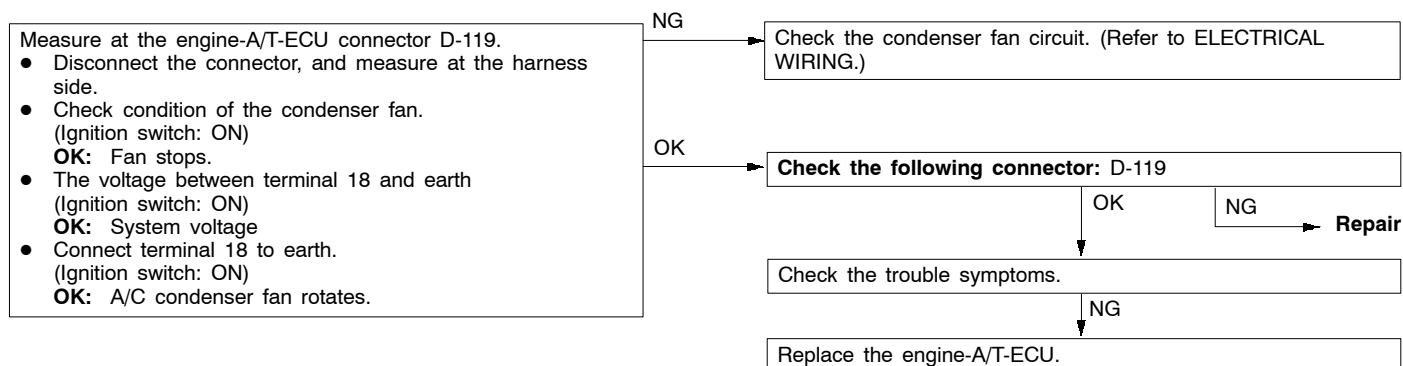 Measure at the engine-A/T-ECU connector D-119.
● Disconnect the connector, and measure at the harness
side.
● Check condition of the condenser fan.
(Ignition switch: ON)
OK: Fan stops.
● The voltage between terminal 18 and earth
(Ignition switch: ON)
OK: System voltage
● Connect terminal 18 to earth.
(Ignition switch: ON)
OK: A/C condenser fan rotates.
NG
Check the condenser fan circuit. (Refer to ELECTRICAL
WIRING.)
OK
Check the following connector: D-119
OK
NG
Repair
Check the trouble symptoms.
NG
Replace the engine-A/T-ECU.